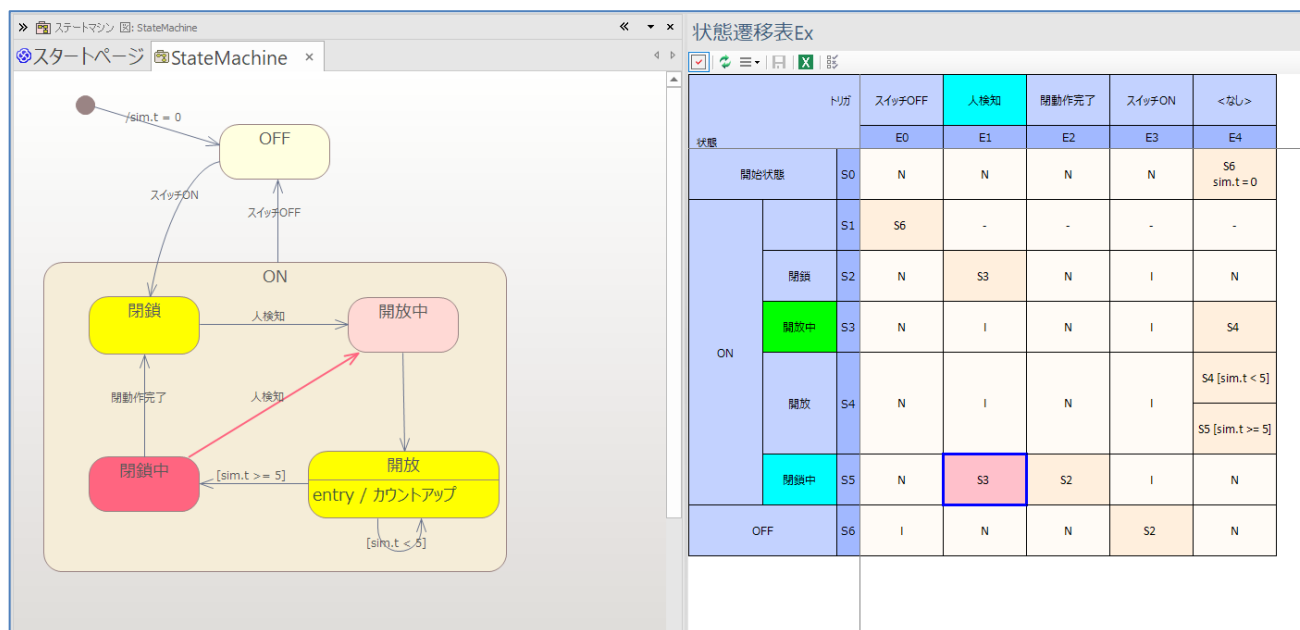 ステートマシン 図: StateMachine
スタートページ StateMachine ×
/sim.t = 0
OFF
スイッチON
スイッチOFF
ON
閉鎖
人検知
開放中
閉動作完了
人検知
閉鎖中
[sim.t >= 5]
開放
entry / カウントアップ
[sim.t < 5]
状態遷移表Ex
トリガ スイッチOFF 人検知 閉動作完了 スイッチON <なし>
状態 E0 E1 E2 E3 E4
開始状態 S0 N N N N S6
sim.t = 0
S1 S6 - - - -
閉鎖 S2 N S3 N I N
ON
開放中 S3 N I N I S4
開放 S4 N I N I S4 [sim.t < 5]
S5 [sim.t >= 5]
閉鎖中 S5 N S3 S2 I N
OFF S6 I N N S2 N